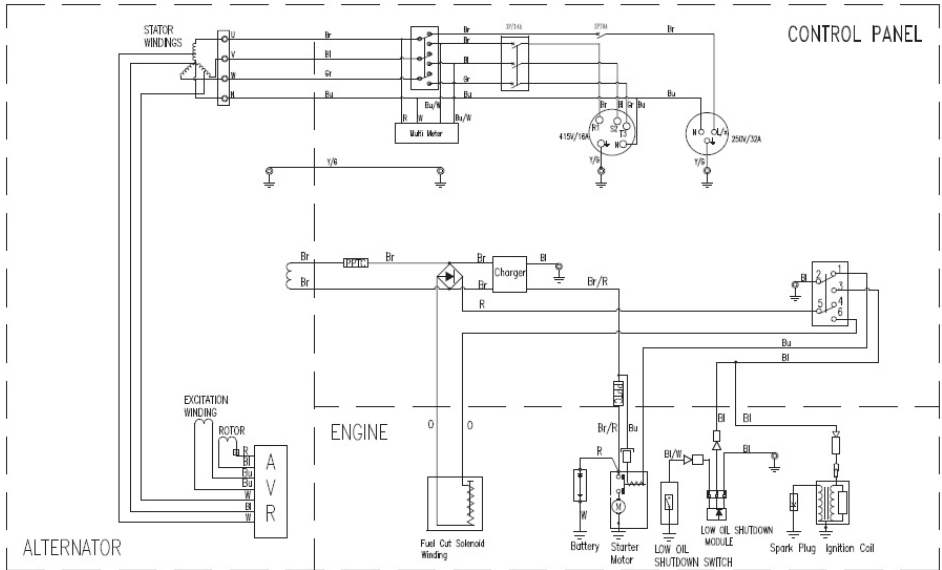 STATOR
WINDINGS
CONTROL PANEL
U
Br
Br
Br
Br
V
Bl
Bl
W
Gr
Gr
N
Bu
Bu
Bu/W
Bu/W
R
W
Multi Meter
Br
Bl
Gr
Bu
R1
S2
T3
N
415V/16A
Y/G
N
L/n
250V/32A
Y/G
Y/G
Br
PPTC
Br
Br
Br
Charger
Bl
Br/R
R
Bl
2
1
3
5
4
6
Bu
Bl
PPTC
EXCITATION
WINDING
ROTOR
R
Bl
Bu
Bu
W
Bl
W
A
V
R
ENGINE
O
O
Br/R
Bu
R
W
M
Bl/W
Bl
Bl
Bl
Fuel Cut Solenoid
Winding
Battery
Starter
Motor
LOW OIL
SHUTDOWN SWITCH
LOW OIL SHUTDOWN
MODULE
Spark Plug
Ignition Coil
ALTERNATOR